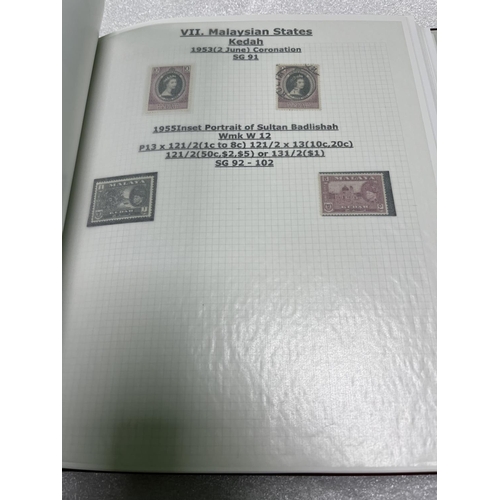 VII. Malaysian States
Kedah
1953(2 June) Coronation
SG 91
1955Inset Portrait of Sultan Badlishah
Wmk W 12
P13 x 121/2(1c to 8c) 121/2 x 13(10c,20c)
121/2(50c,$2,$5) or 131/2($1)
SG 92 - 102
MALAYA
KEDAH
MALAYA
KEDAH